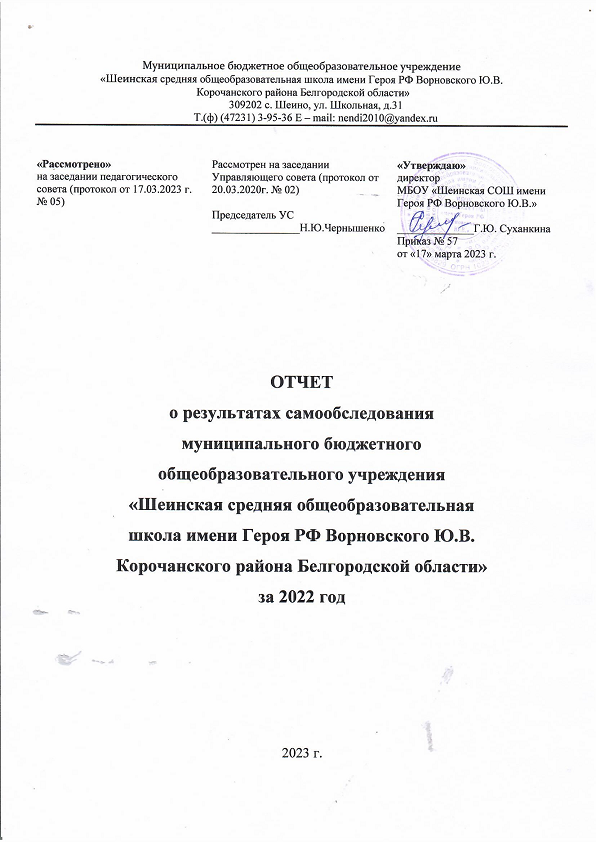 Муниципальное бюджетное общеобразовательное учреждение
«Шеинская средняя общеобразовательная школа имени Героя РФ Ворновского Ю.В.
Корочанского района Белгородской области»
309202 с. Шеино, ул. Школьная, д.31
Т.(ф) (47231) 3-95-36 E – mail: nendi2010@yandex.ru
«Рассмотрено»
на заседании педагогического
совета (протокол от 17.03.2023 г.
№ 05)
Рассмотрен на заседании
Управляющего совета (протокол от
20.03.2020г. № 02)
Председатель УС
________________Н.Ю.Чернышенко
«Утверждаю»
директор
МБОУ «Шеинская СОШ имени
Героя РФ Ворновского Ю.В.»
______________Г.Ю. Суханкина
Приказ № 57
от «17» марта 2023 г.
ОТЧЕТ
о результатах самообследования
муниципального бюджетного
общеобразовательного учреждения
«Шеинская средняя общеобразовательная
школа имени Героя РФ Ворновского Ю.В.
Корочанского района Белгородской области»
за 2022 год
2023 г.